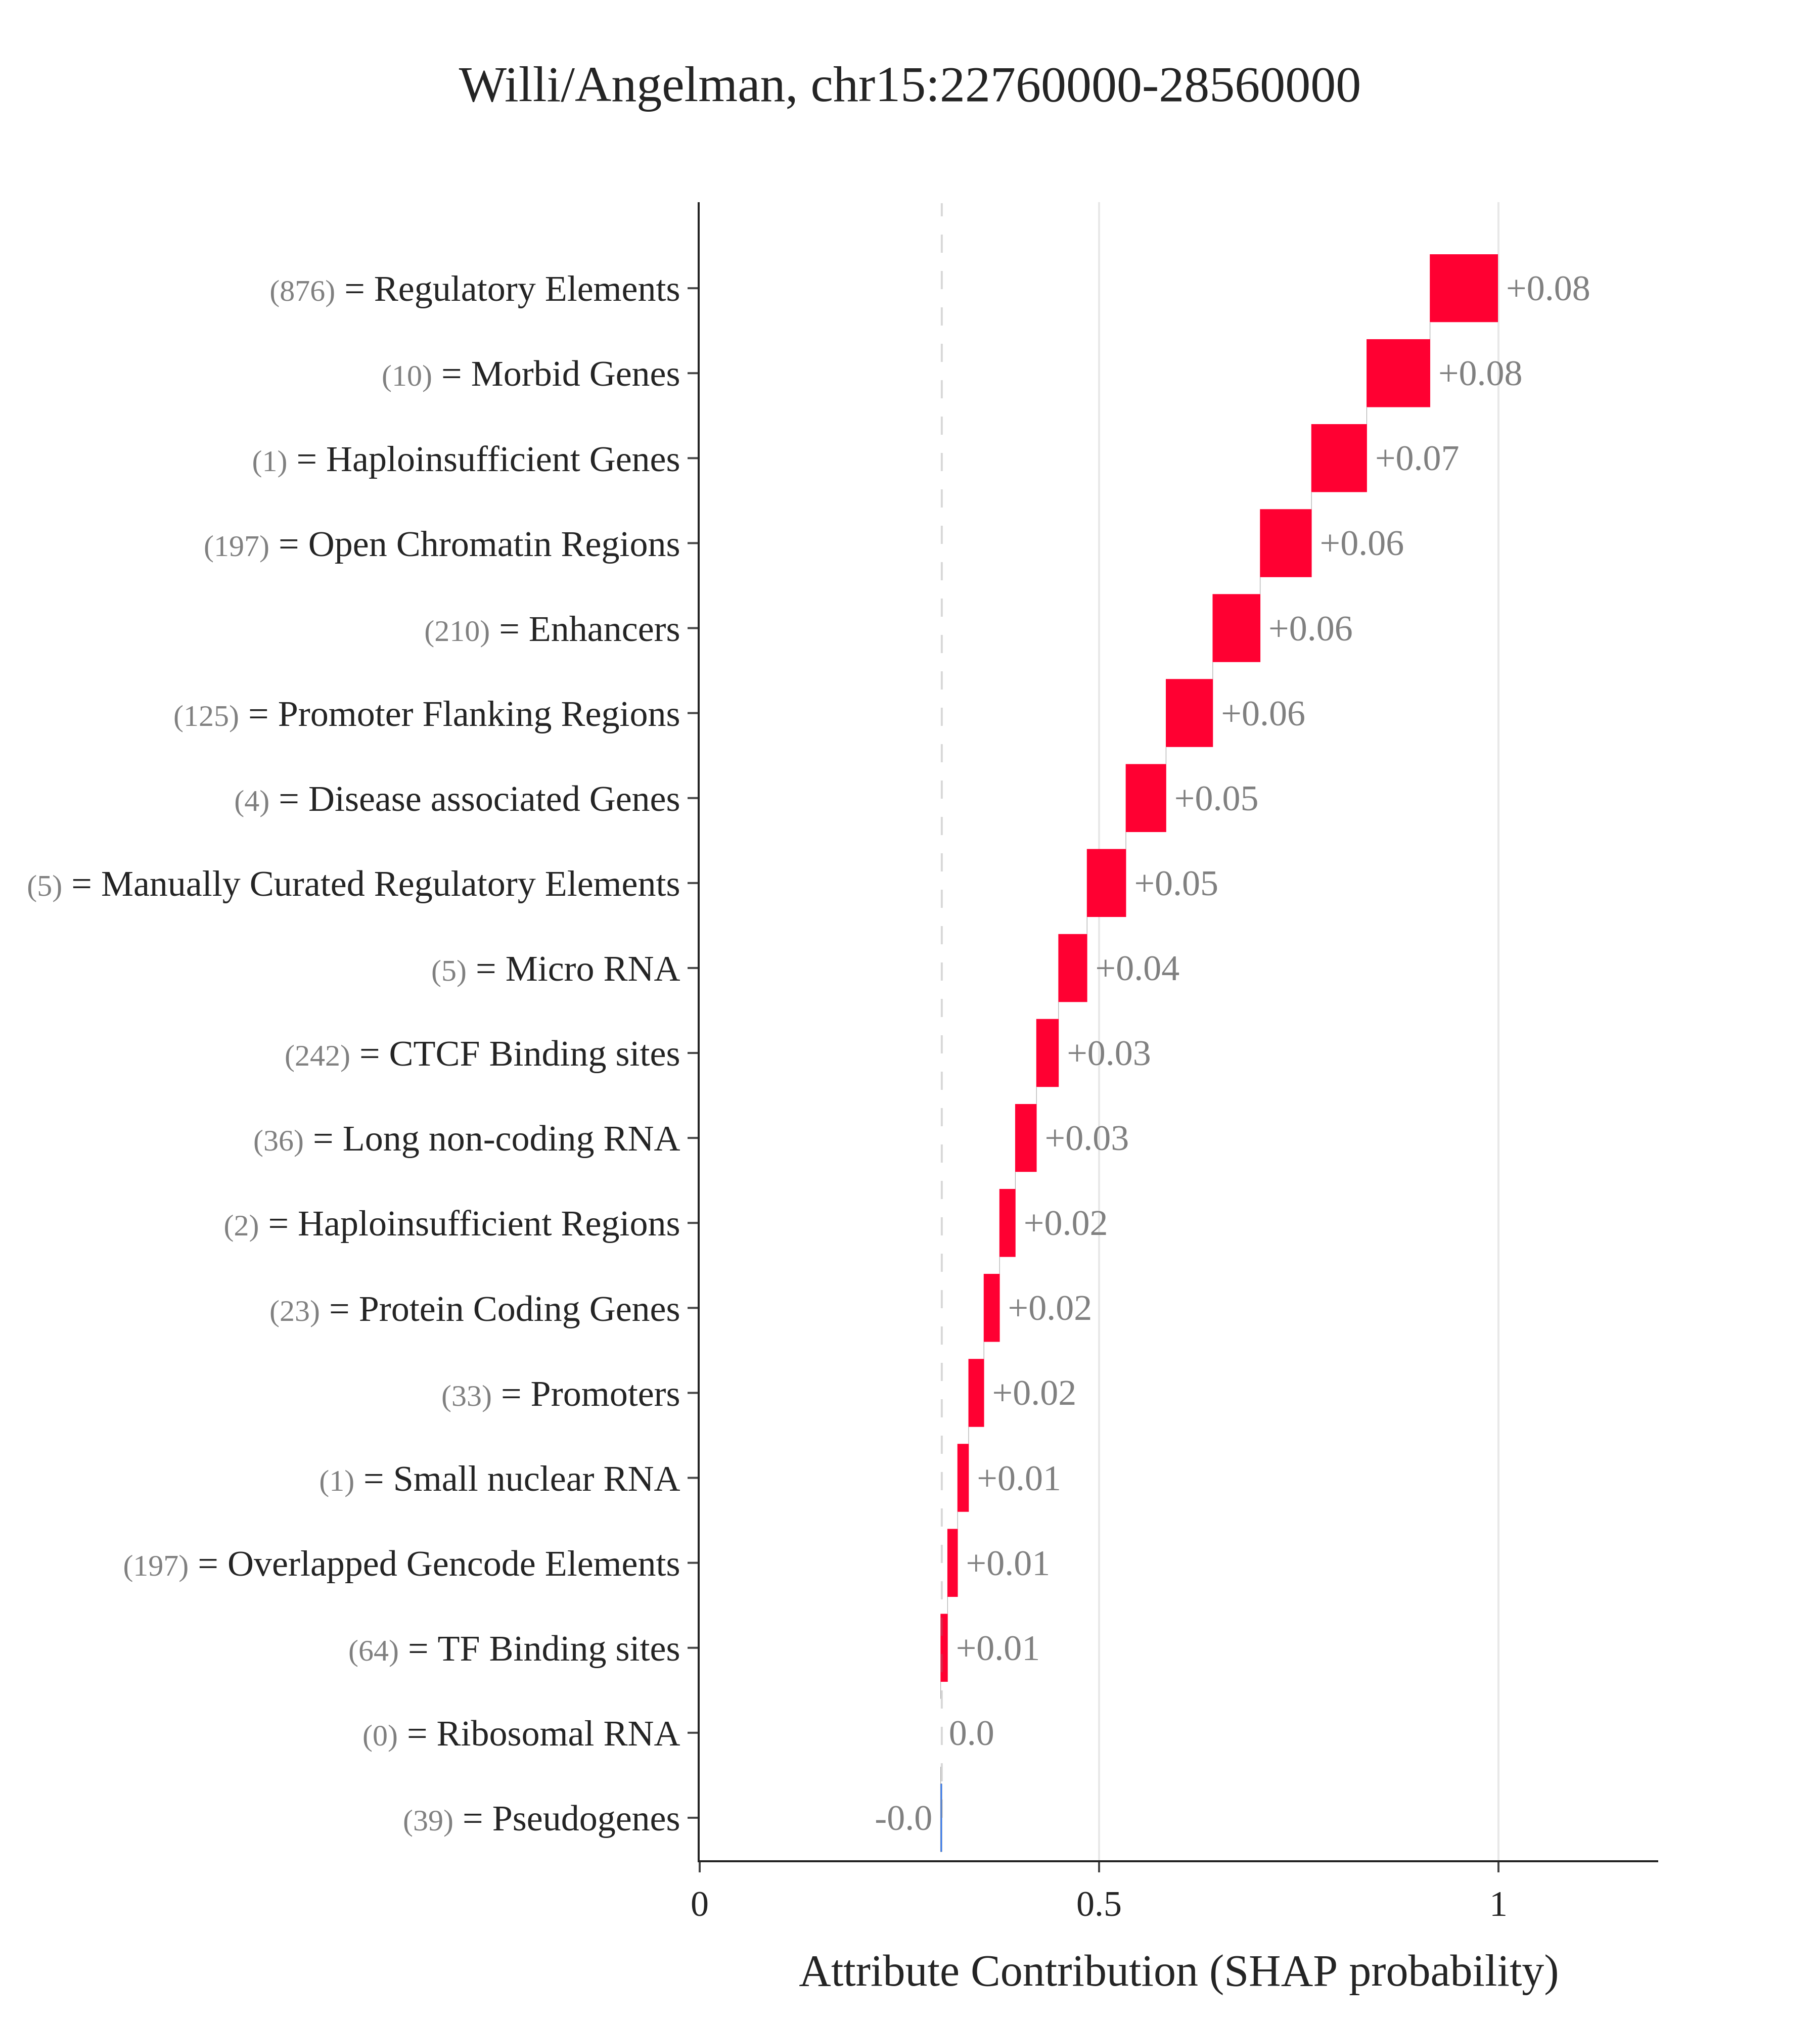 Willi/Angelman, chr15:22760000-28560000
(876) = Regulatory Elements +0.08
(10) = Morbid Genes +0.08
(1) = Haploinsufficient Genes +0.07
(197) = Open Chromatin Regions +0.06
(210) = Enhancers +0.06
(125) = Promoter Flanking Regions +0.06
(4) = Disease associated Genes +0.05
(5) = Manually Curated Regulatory Elements +0.05
(5) = Micro RNA +0.04
(242) = CTCF Binding sites +0.03
(36) = Long non-coding RNA +0.03
(2) = Haploinsufficient Regions +0.02
(23) = Protein Coding Genes +0.02
(33) = Promoters +0.02
(1) = Small nuclear RNA +0.01
(197) = Overlapped Gencode Elements +0.01
(64) = TF Binding sites +0.01
(0) = Ribosomal RNA 0.0
(39) = Pseudogenes -0.0
0 0.5 1
Attribute Contribution (SHAP probability)